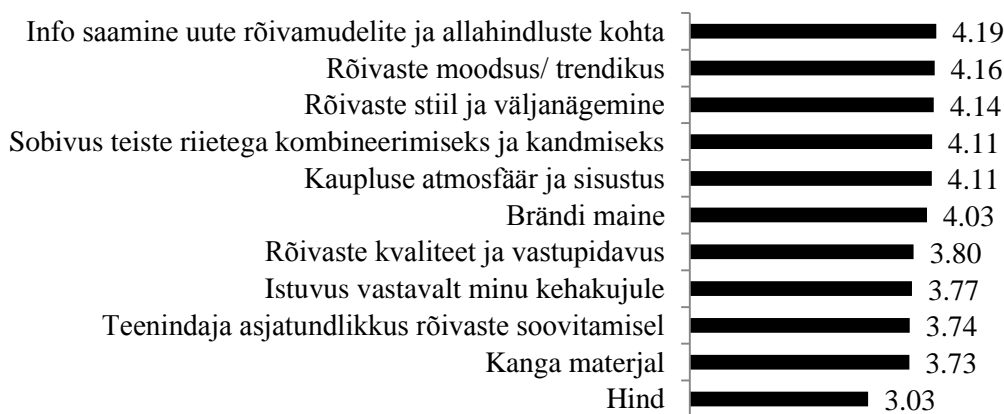 Info saamine uute rõivamudelite ja allahindluste kohta 4.19
Rõivaste moodsus/ trendikus 4.16
Rõivaste stiil ja väljanägemine 4.14
Sobivus teiste riietega kombineerimiseks ja kandmiseks 4.11
Kaupluse atmosfäär ja sisustus 4.11
Brändi maine 4.03
Rõivaste kvaliteet ja vastupidavus 3.80
Istuvus vastavalt minu kehakujule 3.77
Teenindaja asjatundlikkus rõivaste soovitamisel 3.74
Kanga materjal 3.73
Hind 3.03